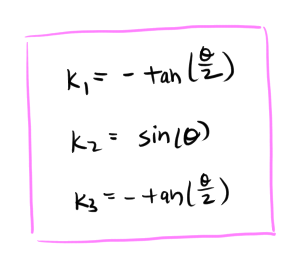 K₁ = - tan(θ/2)
K₂ = sin(θ)
K₃ = - tan(θ/2)